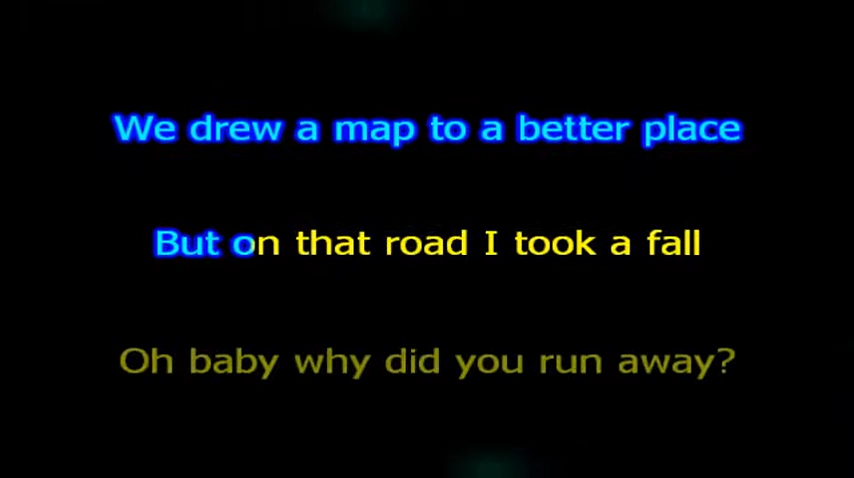 We drew a map to a better place
But on that road I took a fall
Oh baby why did you run away?